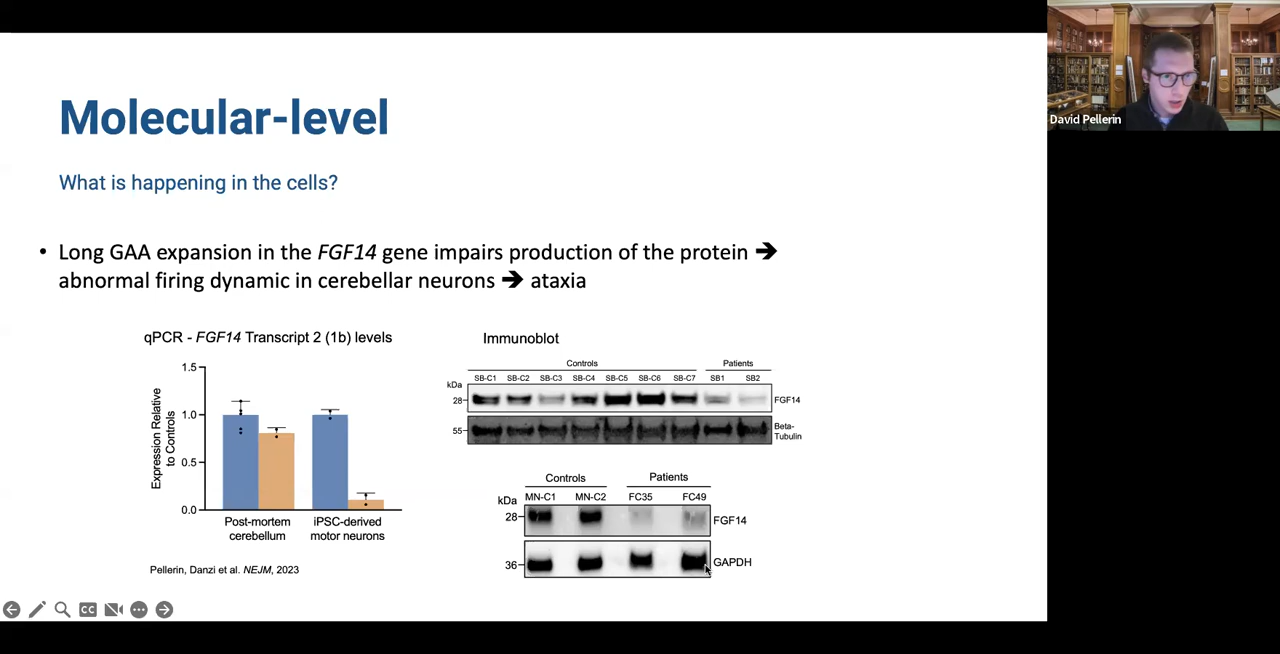 Molecular-level
What is happening in the cells?
• Long GAA expansion in the FGF14 gene impairs production of the protein ➔
abnormal firing dynamic in cerebellar neurons ➔ ataxia
qPCR - FGF14 Transcript 2 (1b) levels
Expression Relative
to Controls
1.5
1.0
0.5
0.0
Post-mortem
cerebellum
iPSC-derived
motor neurons
Pellerin, Danzi et al. NEJM, 2023
Immunoblot
Controls
Patients
kDa
SB-C1 SB-C2 SB-C3 SB-C4 SB-C5 SB-C6 SB-C7 SB1 SB2
28
FGF14
55
Beta-
Tubulin
Controls
Patients
kDa
MN-C1 MN-C2 FC35 FC49
28
FGF14
36
GAPDH
CC
David Pellerin